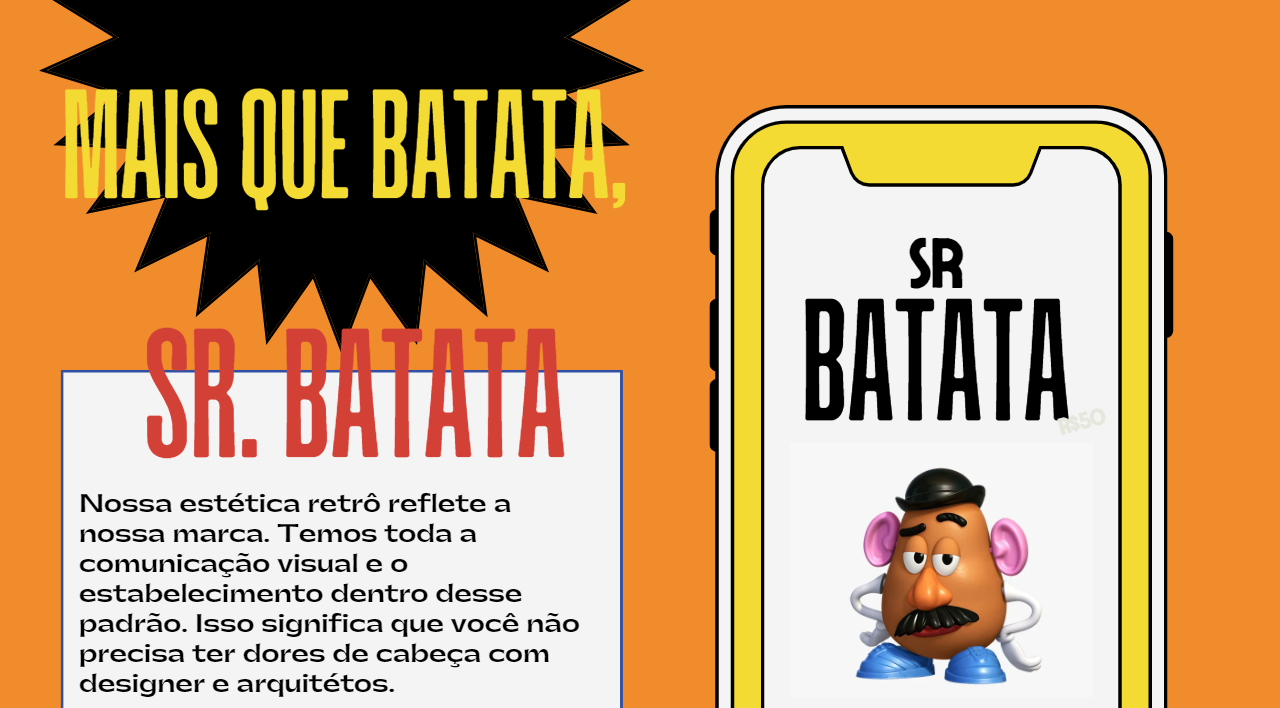 MAIS QUE BATATA,
SR. BATATA
Nossa estética retrô reflete a
nossa marca. Temos toda a
comunicação visual e o
estabelecimento dentro desse
padrão. Isso significa que você não
precisa ter dores de cabeça com
designer e arquitétos.
SR
BATATA
R$50